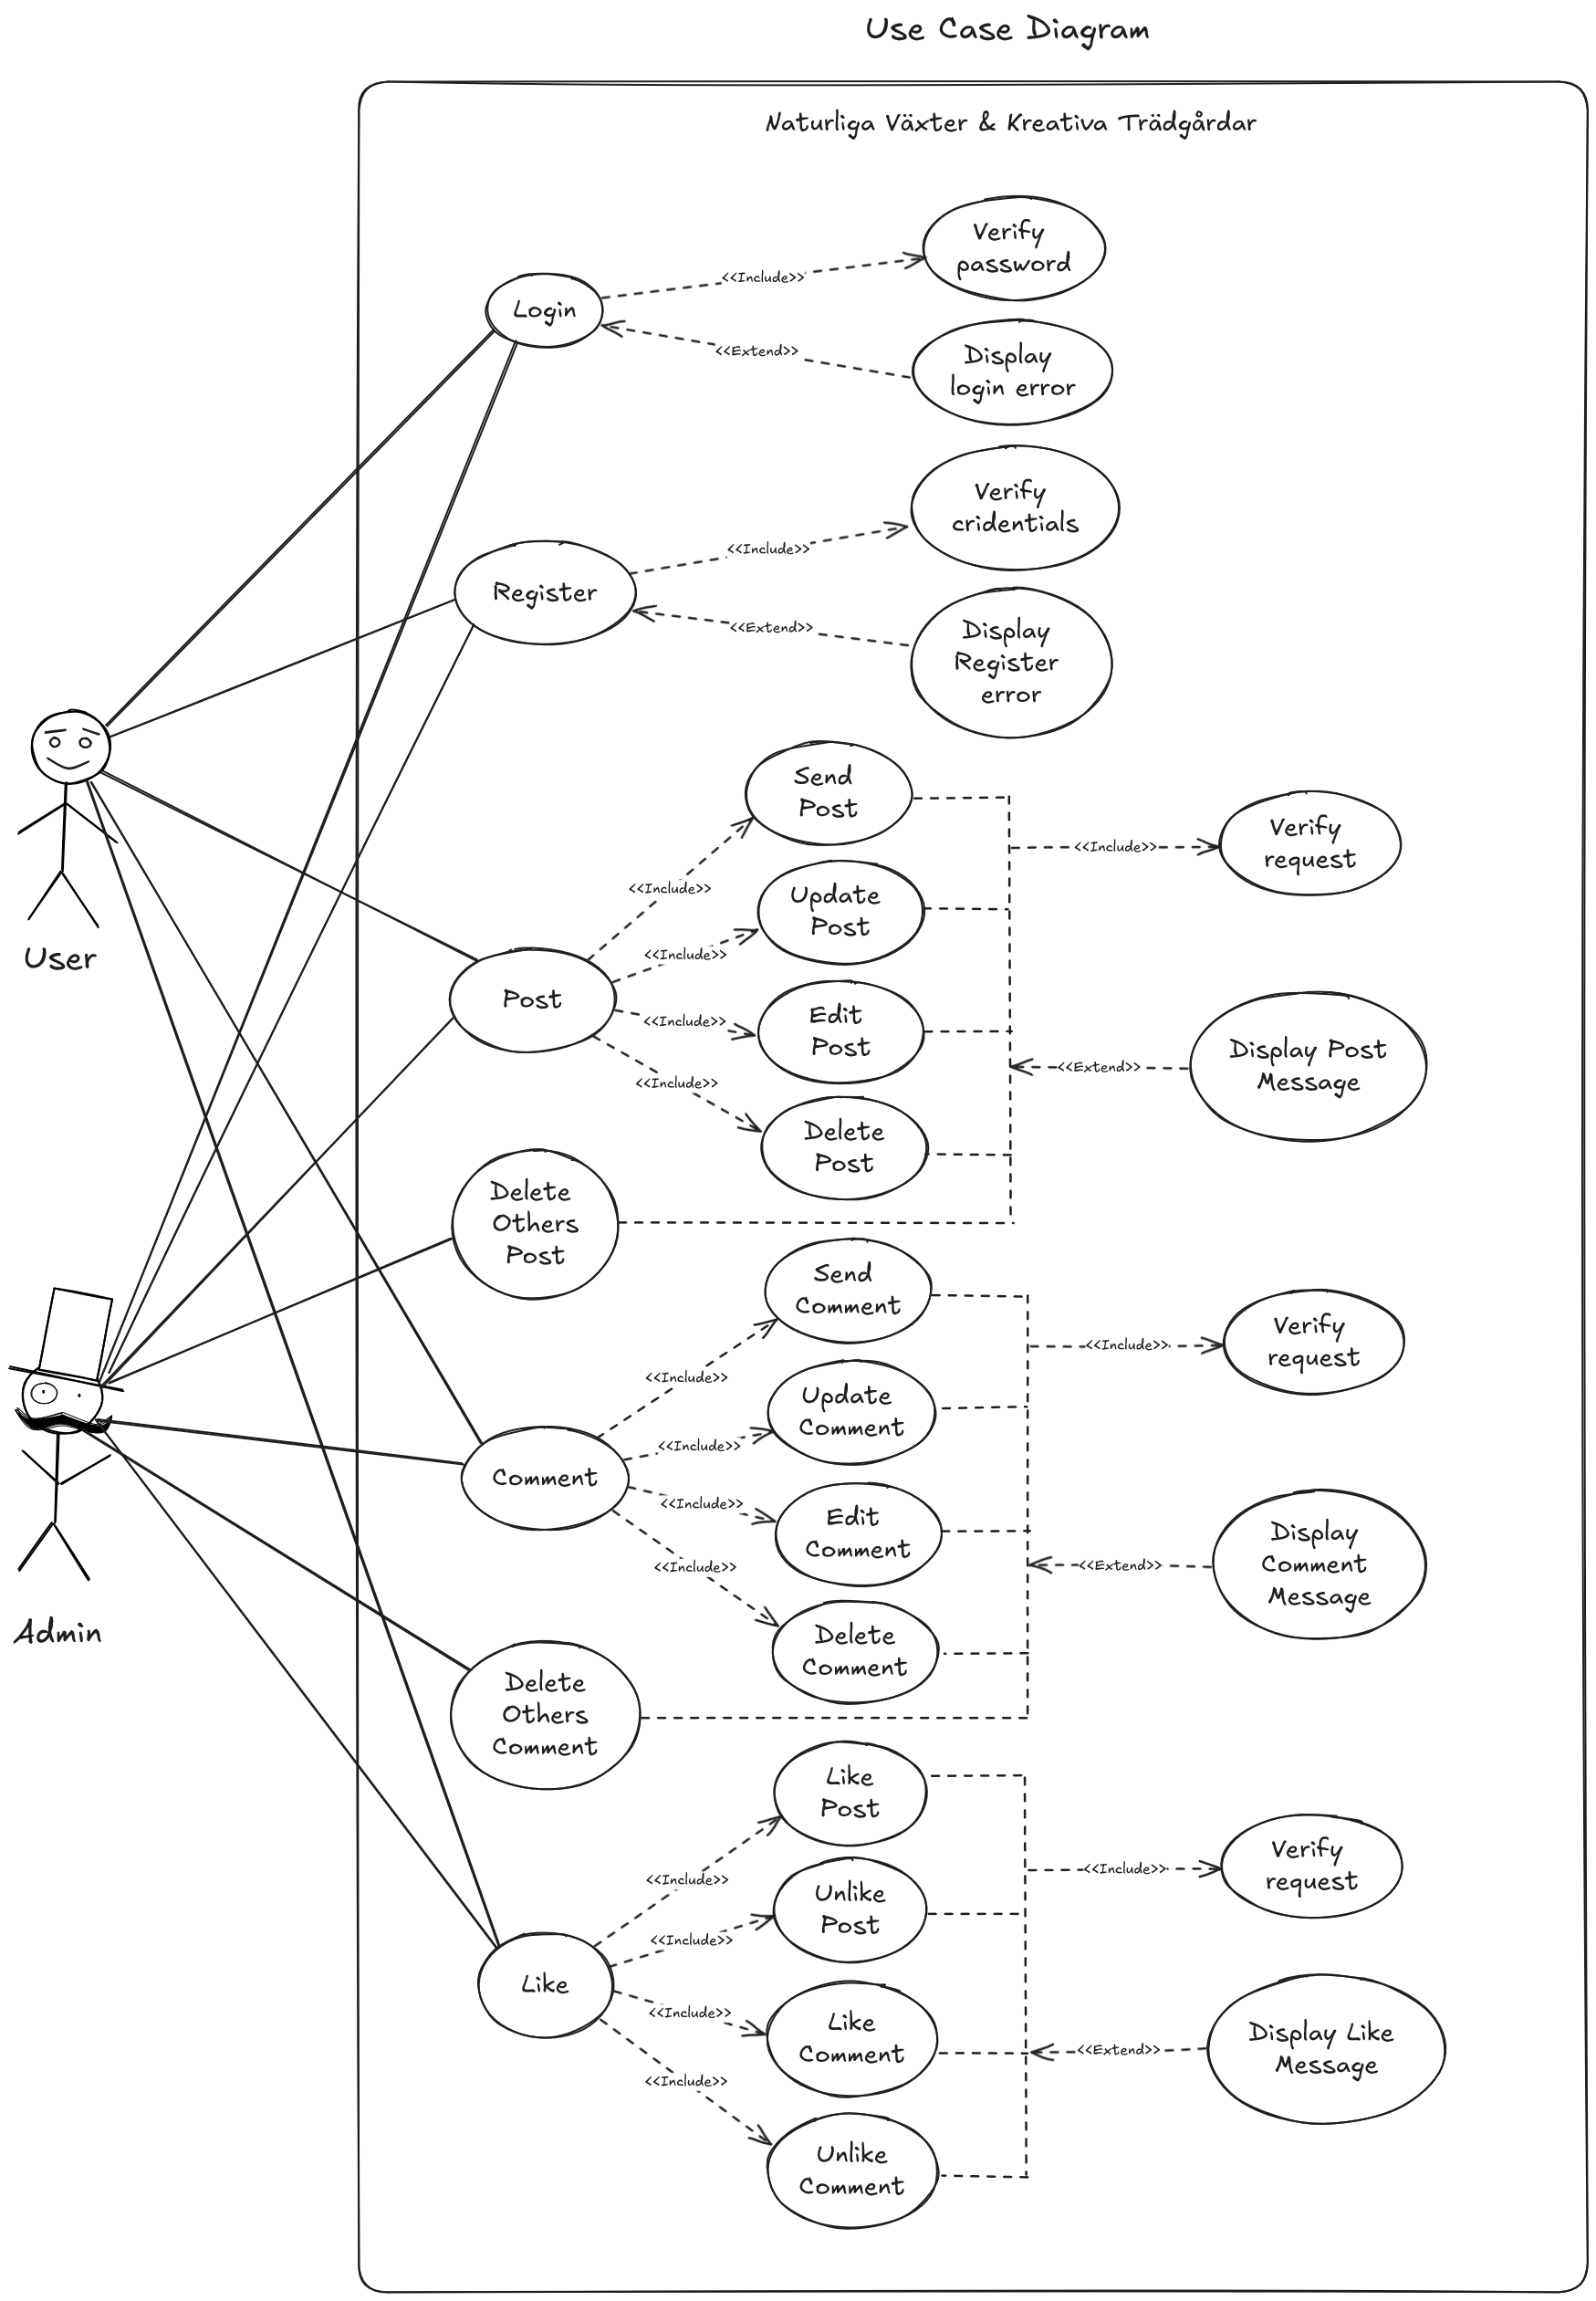 Use Case Diagram
Naturliga Växter & Kreativa Trädgårdar
Verify
password
<<Include>>
Login
<<Extend>>
Display
login error
Verify
cridentials
<<Include>>
Register
<<Extend>>
Display
Register
error
User
Send
Post
<<Include>>
Verify
request
<<Include>>
Update
Post
<<Include>>
Post
<<Include>>
Edit
Post
Display Post
Message
<<Extend>>
<<Include>>
Delete
Post
Delete
Others
Post
Send
Comment
<<Include>>
Verify
request
<<Include>>
Update
Comment
<<Include>>
Comment
<<Include>>
Edit
Comment
Display
Comment
Message
<<Extend>>
<<Include>>
Delete
Comment
Admin
Delete
Others
Comment
Like
Post
<<Include>>
Verify
request
<<Include>>
Unlike
Post
<<Include>>
Like
<<Include>>
Like
Comment
<<Extend>>
Display Like
Message
<<Include>>
Unlike
Comment